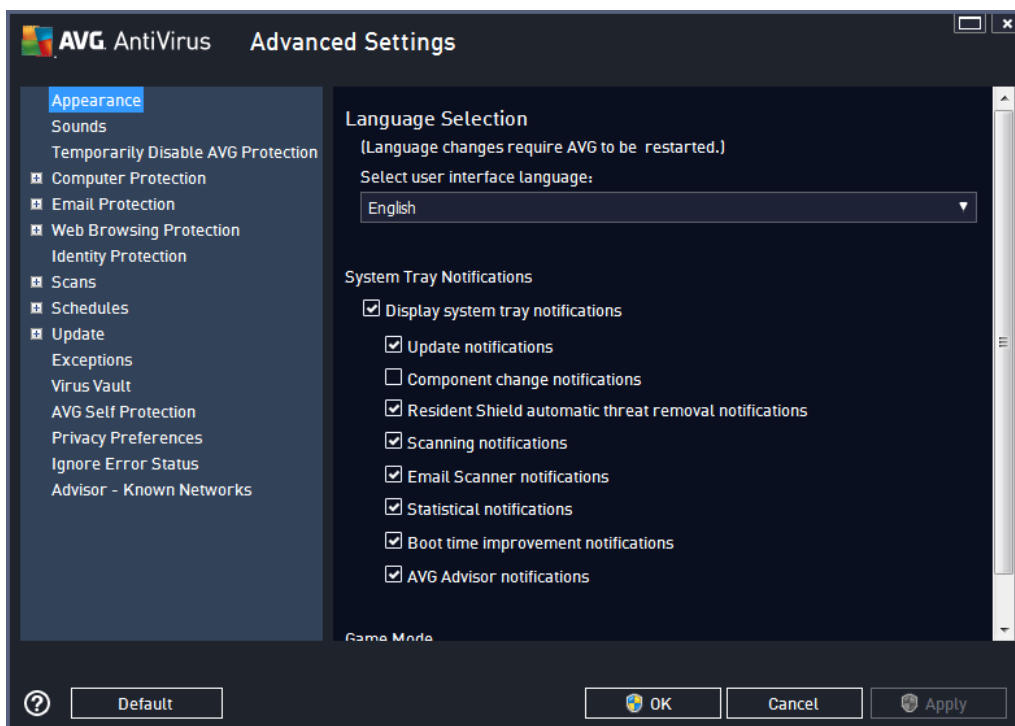 AVG AntiVirus Advanced Settings
Appearance
Sounds
Temporarily Disable AVG Protection
Computer Protection
Email Protection
Web Browsing Protection
Identity Protection
Scans
Schedules
Update
Exceptions
Virus Vault
AVG Self Protection
Privacy Preferences
Ignore Error Status
Advisor - Known Networks
Language Selection
(Language changes require AVG to be restarted.)
Select user interface language:
English
System Tray Notifications
Display system tray notifications
Update notifications
Component change notifications
Resident Shield automatic threat removal notifications
Scanning notifications
Email Scanner notifications
Statistical notifications
Boot time improvement notifications
AVG Advisor notifications
Game Mode
? Default OK Cancel Apply